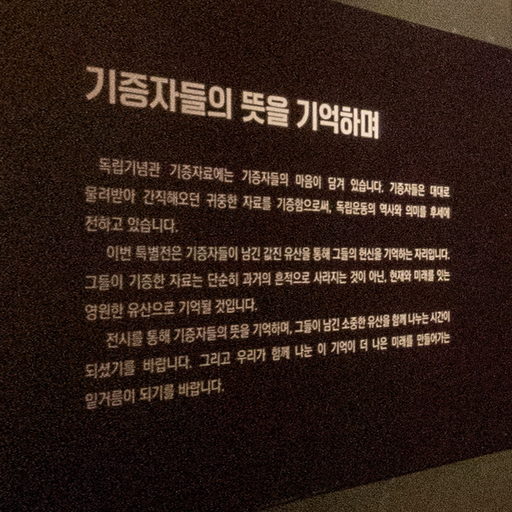 기증자들의 뜻을 기억하며
독립기념관 기증자료에는 기증자들의 마음이 담겨 있습니다. 기증자들은 대대로
물려받아 간직해오던 귀중한 자료를 기증함으로써, 독립운동의 역사와 의미를 후세에
전하고 있습니다.
이번 특별전은 기증자들이 남긴 값진 유산을 통해 그들의 헌신을 기억하는 자리입니다.
그들이 기증한 자료는 단순히 과거의 흔적으로 사라지는 것이 아닌, 현재와 미래를 잇는
영원한 유산으로 기억될 것입니다.
전시를 통해 기증자들의 뜻을 기억하며, 그들이 남긴 소중한 유산을 함께 나누는 시간이
되셨기를 바랍니다. 그리고 우리가 함께 나눈 이 기억이 더 나은 미래를 만들어가는
밑거름이 되기를 바랍니다.